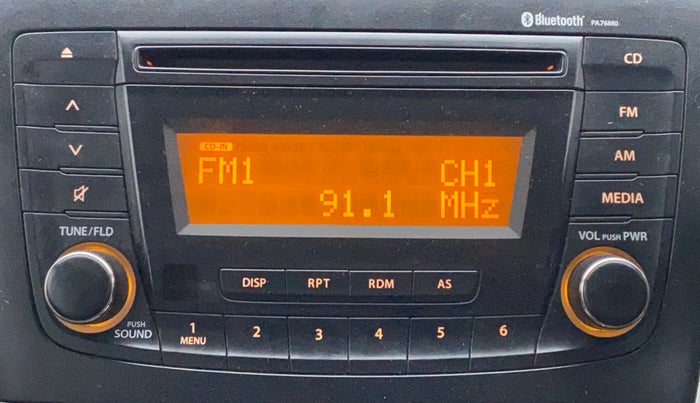 Bluetooth® PA76M0
CD
FM
AM
MEDIA
CD-IN
FM1 CH1
91.1 MHz
TUNE/FLD
VOL PUSH PWR
DISP RPT RDM AS
PUSH
SOUND
1 2 3 4 5 6
MENU